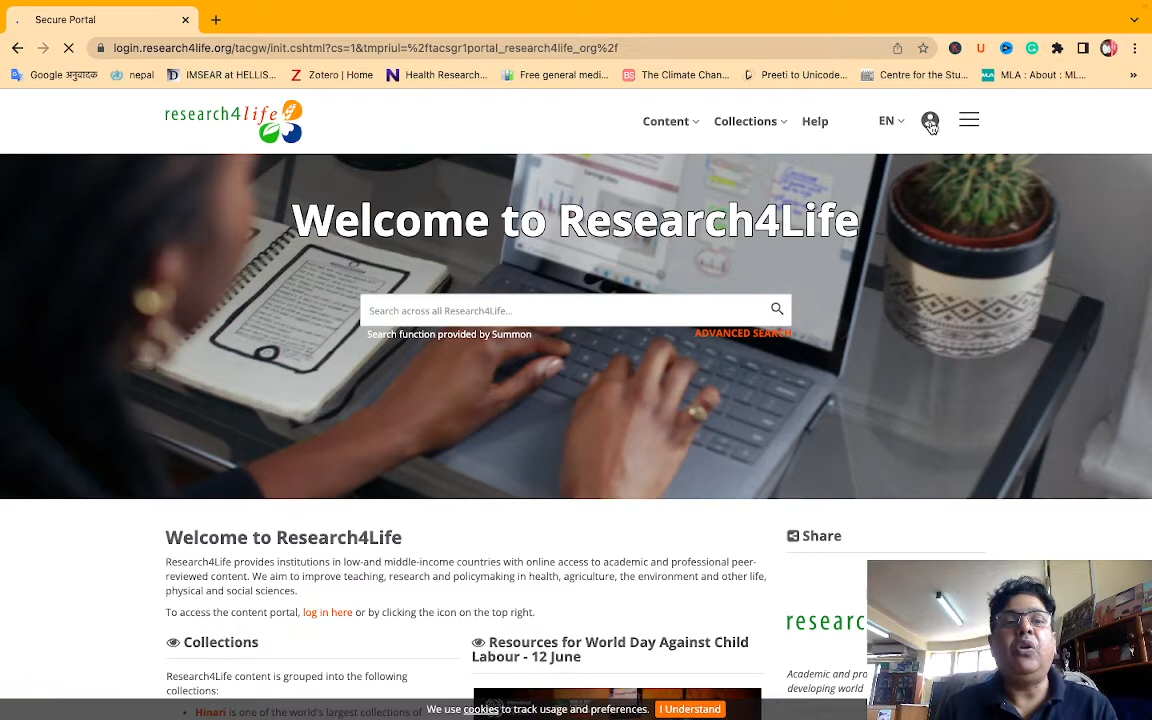 Secure Portal
login.research4life.org/tacgw/init.cshtml?cs=1&tmpriul=%2ftacsgr1portal_research4life_org%2f
Google अनुवादक
nepal
IMSEAR at HELLIS...
Zotero | Home
Health Research...
Free general medi...
The Climate Chan...
Preeti to Unicode...
Centre for the Stu...
MLA : About : ML...
research4life
Content
Collections
Help
EN
Welcome to Research4Life
Search across all Research4Life...
Search function provided by Summon
ADVANCED SEARCH
Welcome to Research4Life
Research4Life provides institutions in low-and middle-income countries with online access to academic and professional peer-
reviewed content. We aim to improve teaching, research and policymaking in health, agriculture, the environment and other life,
physical and social sciences.
To access the content portal, log in here or by clicking the icon on the top right.
Share
researc
Academic and pro
developing world
Collections
Research4Life content is grouped into the following
collections:
Hinari is one of the world's largest collections of
Resources for World Day Against Child
Labour - 12 June
We use cookies to track usage and preferences.
I Understand